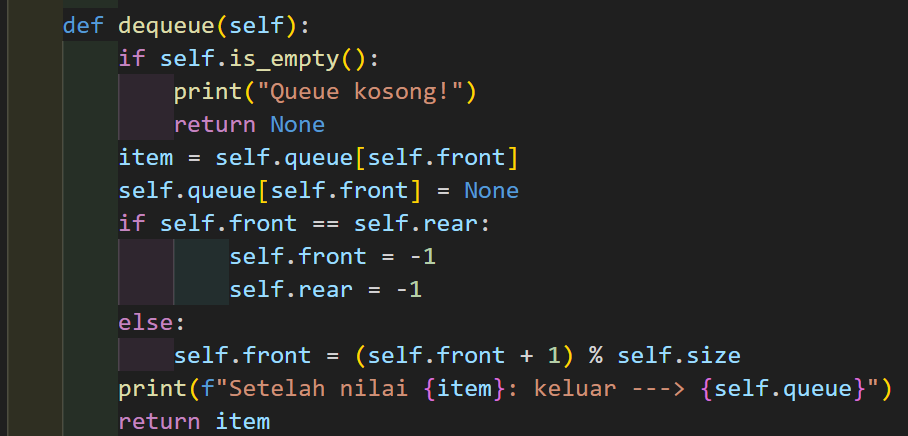 def dequeue(self):
    if self.is_empty():
        print("Queue kosong!")
        return None
    item = self.queue[self.front]
    self.queue[self.front] = None
    if self.front == self.rear:
            self.front = -1
            self.rear = -1
    else:
        self.front = (self.front + 1) % self.size
    print(f"Setelah nilai {item}: keluar ---> {self.queue}")
    return item